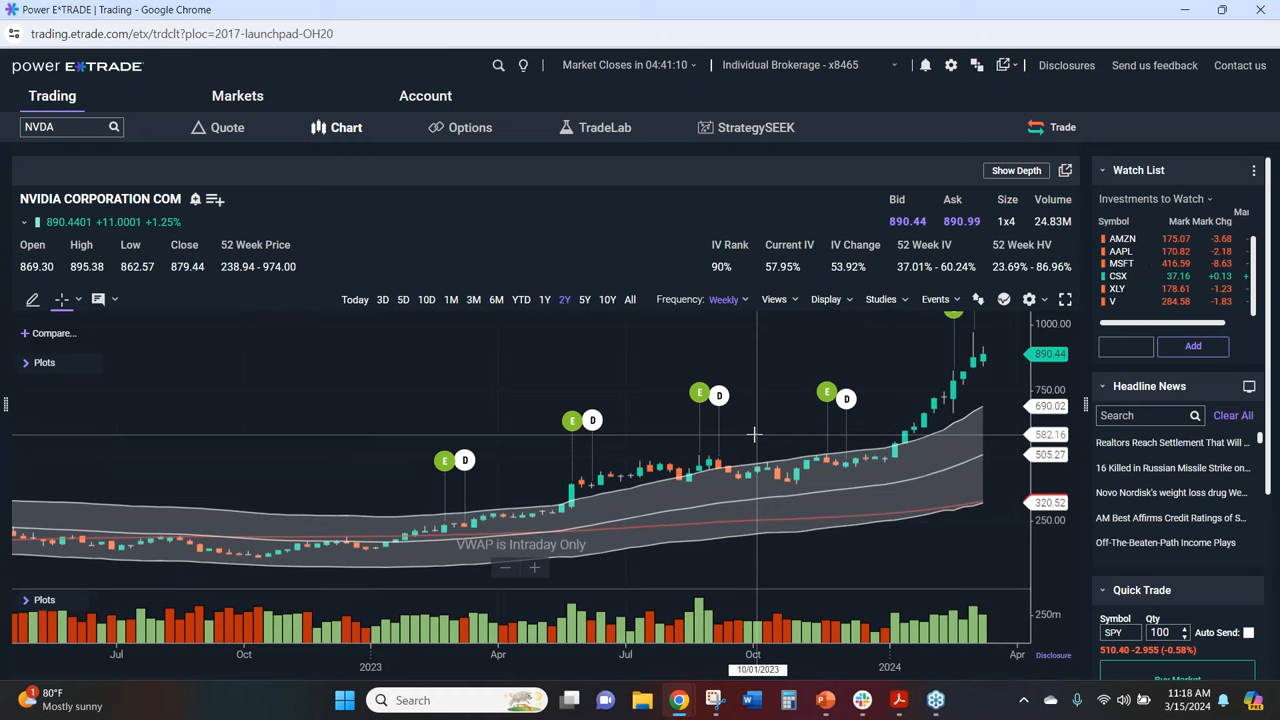 Power E*TRADE | Trading - Google Chrome
trading.etrade.com/etx/trdclt?ploc=2017-launchpad-OH20
power E*TRADE
Market Closes in 04:41:10
Individual Brokerage - x8465
Disclosures
Send us feedback
Contact us
Trading
Markets
Account
NVDA
Quote
Chart
Options
TradeLab
StrategySEEK
Trade
Show Depth
NVIDIA CORPORATION COM
890.4401 +11.0001 +1.25%
Bid Ask Size Volume
890.44 890.99 1x4 24.83M
Open High Low Close 52 Week Price
869.30 895.38 862.57 879.44 238.94 - 974.00
IV Rank Current IV IV Change 52 Week IV 52 Week HV
90% 57.95% 53.92% 37.01% - 60.24% 23.69% - 86.96%
Today 3D 5D 10D 1M 3M 6M YTD 1Y 2Y 5Y 10Y All
Frequency: Weekly Views Display Studies Events
+ Compare...
Plots
E
D
E
D
E
D
E
D
E
VWAP is Intraday Only
1000.00
890.44
750.00
690.02
582.16
505.27
320.52
250.00
Plots
250m
Jul Oct 2023 Apr Jul Oct 2024 Apr
10/01/2023
Disclosure
Watch List
Investments to Watch
Symbol Mark Mark Chg
AMZN 175.07 -3.68
AAPL 170.82 -2.18
MSFT 416.59 -8.63
CSX 37.16 +0.13 +
XLY 178.61 -1.23
V 284.58 -1.83
Add
Headline News
Search
Clear All
Realtors Reach Settlement That Will ...
16 Killed in Russian Missile Strike on...
Novo Nordisk's weight loss drug We...
AM Best Affirms Credit Ratings of S...
Off-The-Beaten-Path Income Plays
Quick Trade
Symbol Qty
SPY 100 Auto Send:
510.40 -2.955 (-0.58%)
1
80°F
Mostly sunny
Search
11:18 AM
3/15/2024